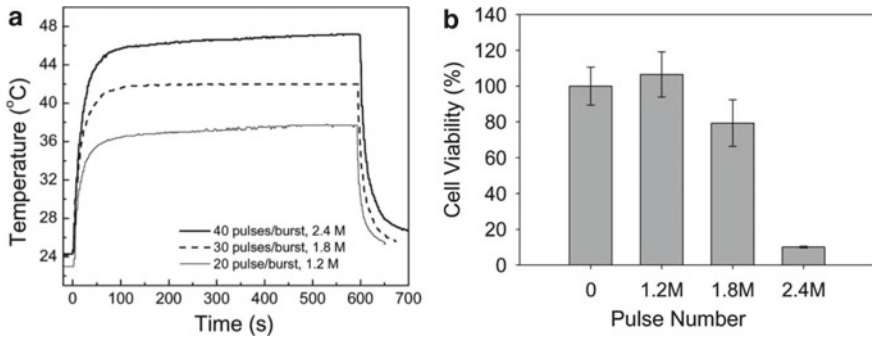 a
48
44
40
36
32
28
24
0 100 200 300 400 500 600 700
Temperature (°C)
Time (s)
40 pulses/burst, 2.4 M
30 pulses/burst, 1.8 M
20 pulse/burst, 1.2 M
b
140
120
100
80
60
40
20
0
0 1.2M 1.8M 2.4M
Cell Viability (%)
Pulse Number